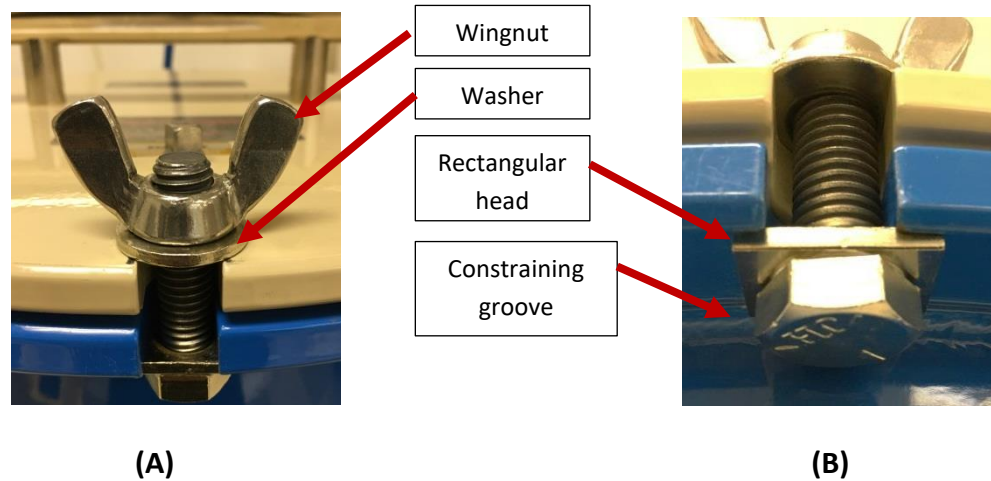 Wingnut
Washer
Rectangular
head
Constraining
groove
(A)
(B)